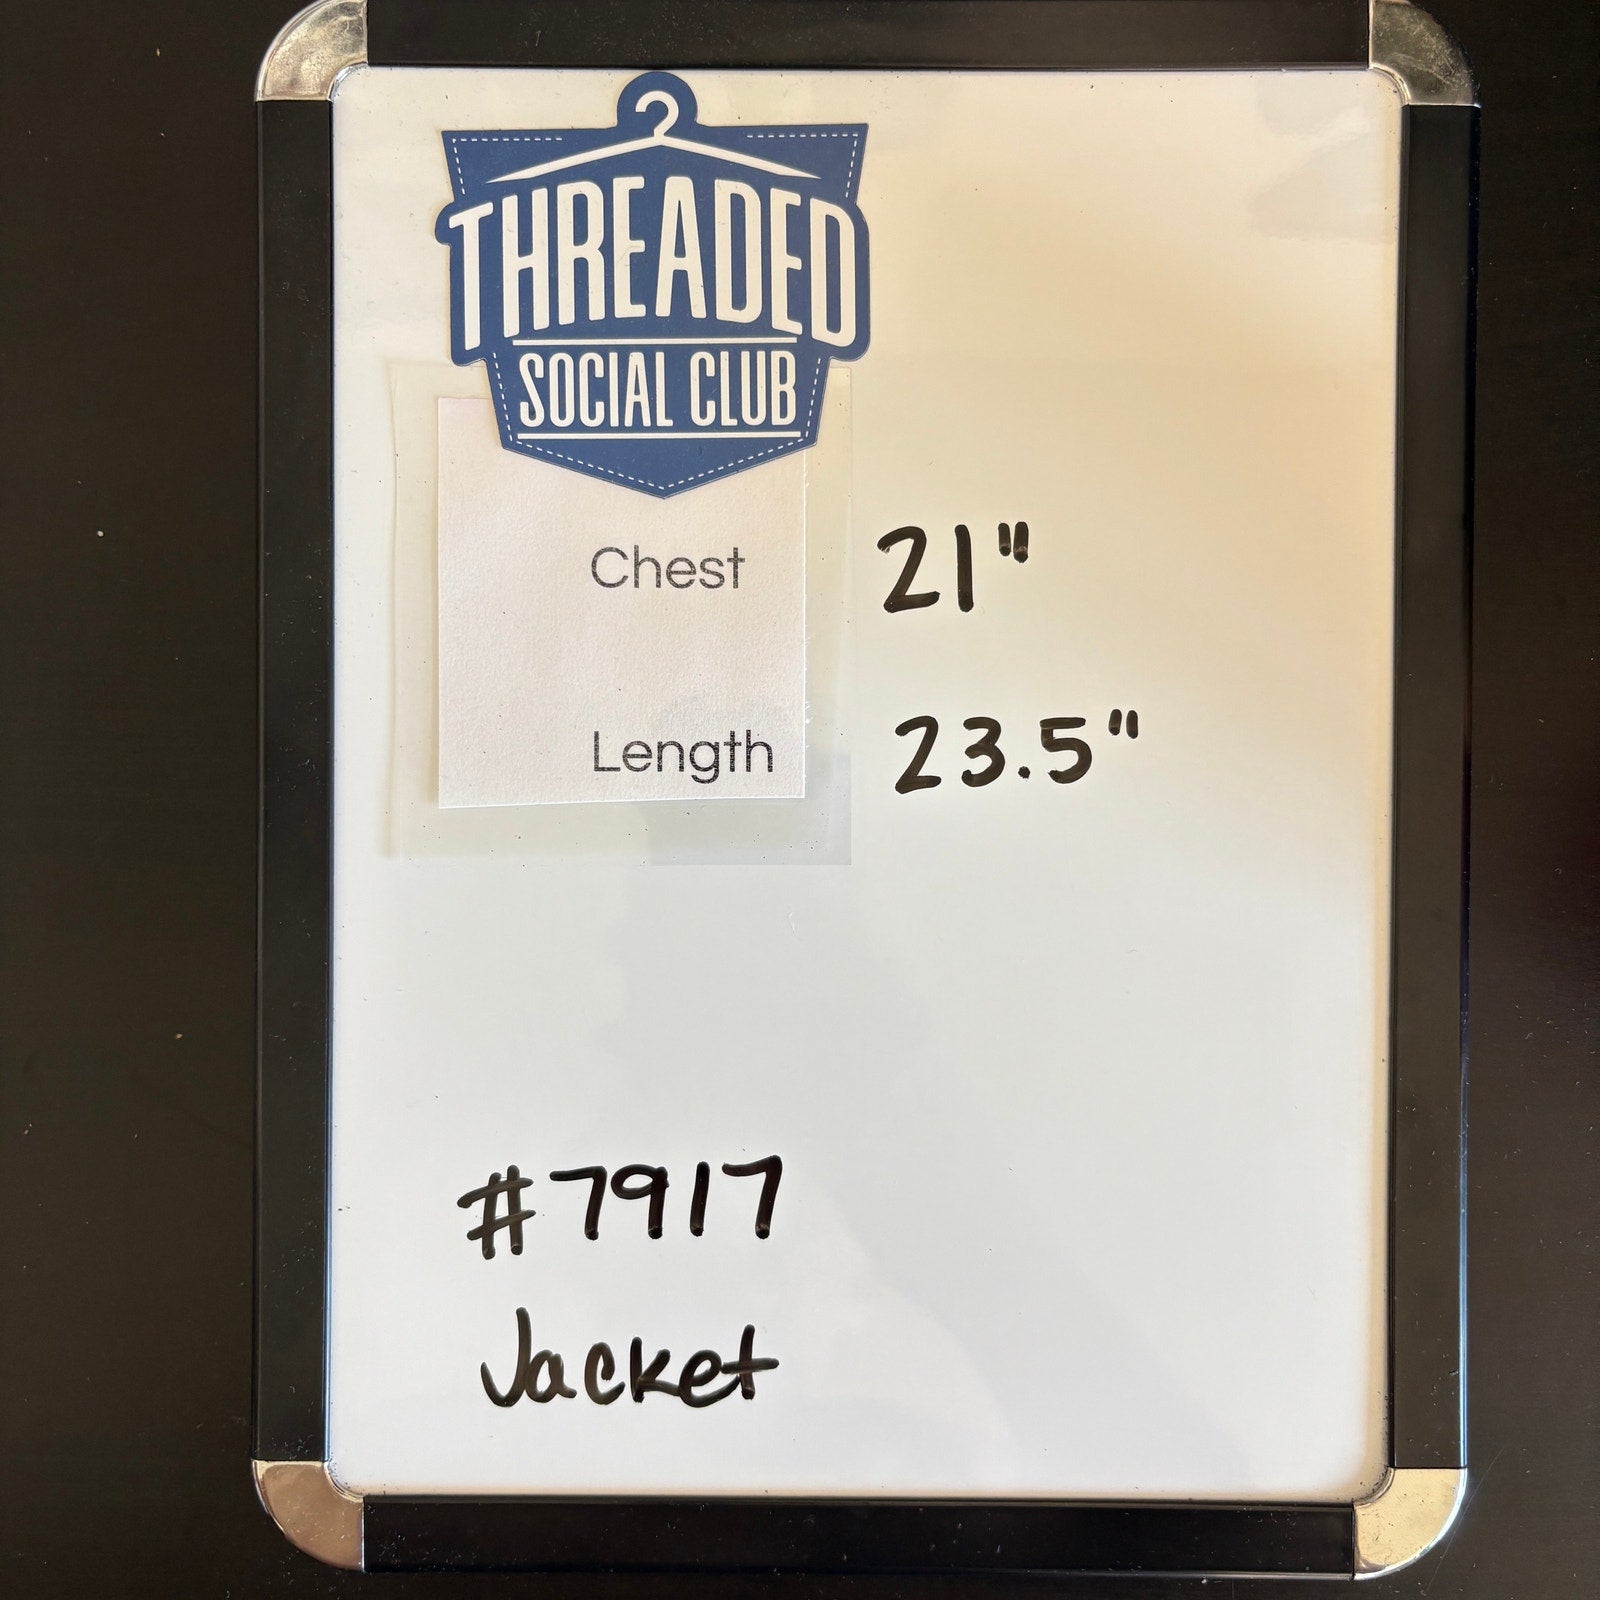 THREADED
SOCIAL CLUB
Chest 21"
Length 23.5"
#7917
Jacket